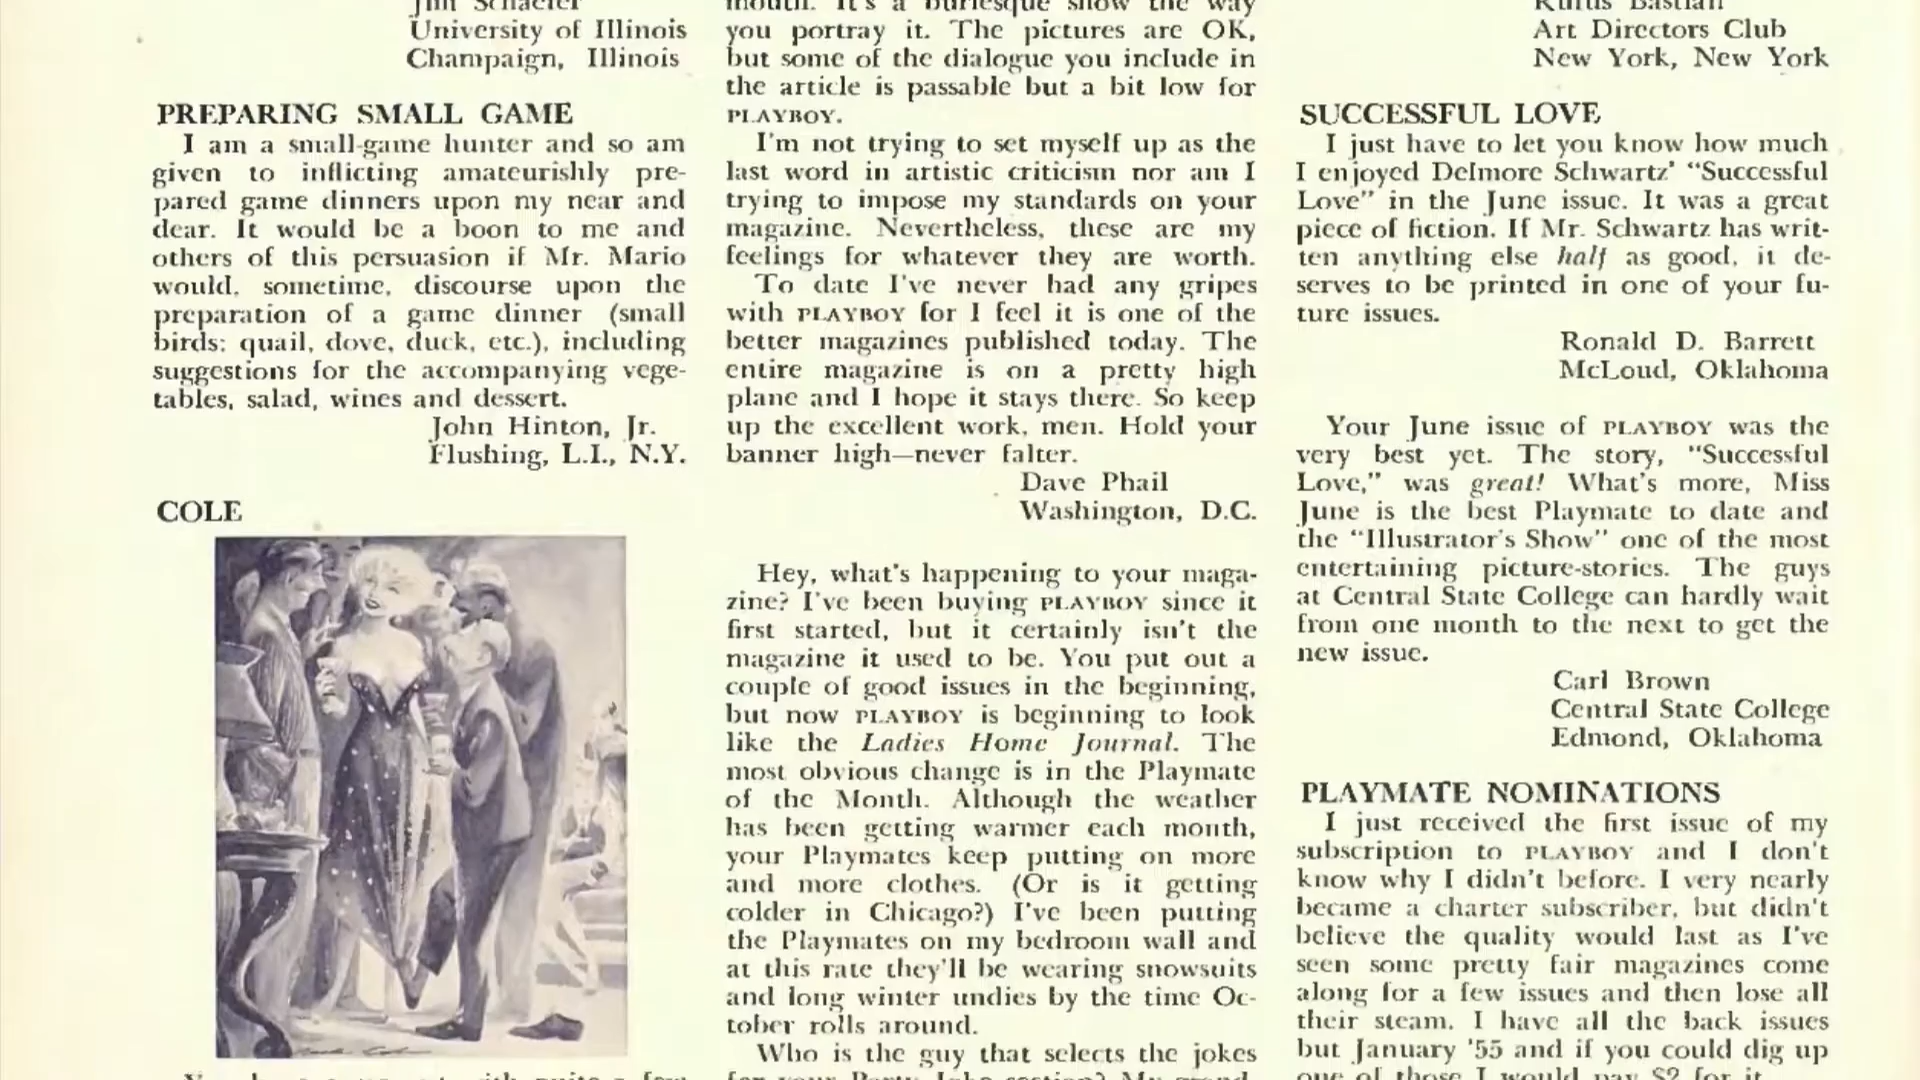 Jim Schaefer
University of Illinois
Champaign, Illinois
PREPARING SMALL GAME
I am a small-game hunter and so am
given to inflicting amateurishly pre-
pared game dinners upon my near and
dear. It would be a boon to me and
others of this persuasion if Mr. Mario
would, sometime, discourse upon the
preparation of a game dinner (small
birds: quail, dove, duck, etc.), including
suggestions for the accompanying vege-
tables, salad, wines and dessert.
John Hinton, Jr.
Flushing, L.I., N.Y.
COLE
mouth. It's a burlesque show the way
you portray it. The pictures are OK,
but some of the dialogue you include in
the article is passable but a bit low for
PLAYBOY.
I'm not trying to set myself up as the
last word in artistic criticism nor am I
trying to impose my standards on your
magazine. Nevertheless, these are my
feelings for whatever they are worth.
To date I've never had any gripes
with PLAYBOY for I feel it is one of the
better magazines published today. The
entire magazine is on a pretty high
plane and I hope it stays there. So keep
up the excellent work, men. Hold your
banner high—never falter.
Dave Phail
Washington, D.C.
Hey, what's happening to your maga-
zine? I've been buying PLAYBOY since it
first started, but it certainly isn't the
magazine it used to be. You put out a
couple of good issues in the beginning,
but now PLAYBOY is beginning to look
like the Ladies Home Journal. The
most obvious change is in the Playmate
of the Month. Although the weather
has been getting warmer each month,
your Playmates keep putting on more
and more clothes. (Or is it getting
colder in Chicago?) I've been putting
the Playmates on my bedroom wall and
at this rate they'll be wearing snowsuits
and long winter undies by the time Oc-
tober rolls around.
Who is the guy that selects the jokes
for your Party Joke section? My grand-
Rufus Bastian
Art Directors Club
New York, New York
SUCCESSFUL LOVE
I just have to let you know how much
I enjoyed Delmore Schwartz' "Successful
Love" in the June issue. It was a great
piece of fiction. If Mr. Schwartz has writ-
ten anything else half as good, it de-
serves to be printed in one of your fu-
ture issues.
Ronald D. Barrett
McLoud, Oklahoma
Your June issue of PLAYBOY was the
very best yet. The story, "Successful
Love," was great! What's more, Miss
June is the best Playmate to date and
the "Illustrator's Show" one of the most
entertaining picture-stories. The guys
at Central State College can hardly wait
from one month to the next to get the
new issue.
Carl Brown
Central State College
Edmond, Oklahoma
PLAYMATE NOMINATIONS
I just received the first issue of my
subscription to PLAYBOY and I don't
know why I didn't before. I very nearly
became a charter subscriber, but didn't
believe the quality would last as I've
seen some pretty fair magazines come
along for a few issues and then lose all
their steam. I have all the back issues
but January '55 and if you could dig up
one of those I would pay $2 for it.